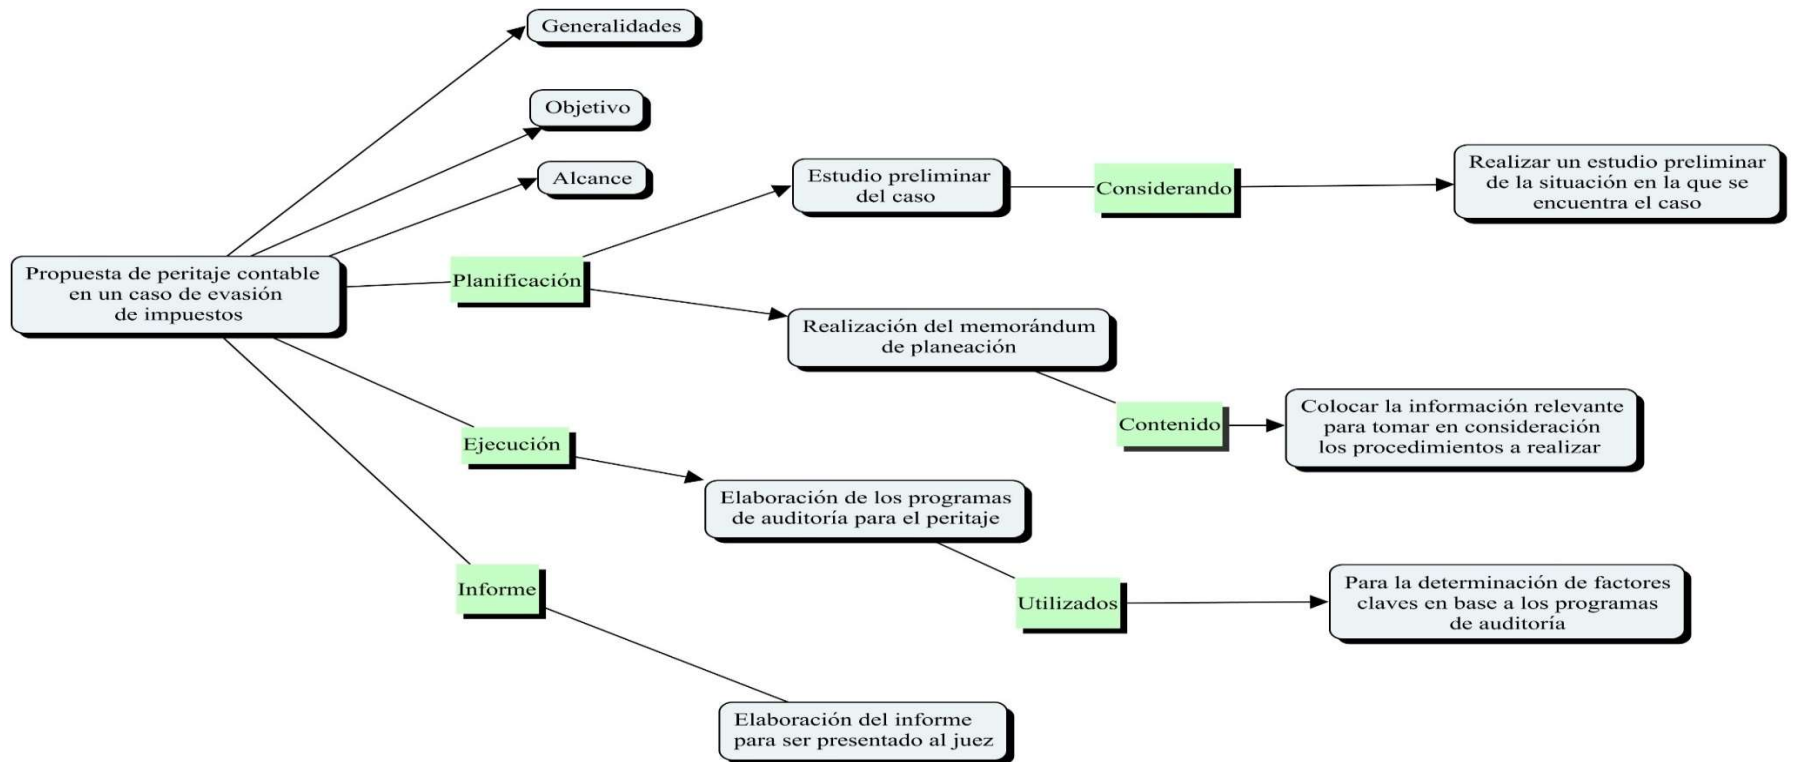 Generalidades
Objetivo
Alcance
Propuesta de peritaje contable
en un caso de evasión
de impuestos
Planificación
Estudio preliminar
del caso
Considerando
Realizar un estudio preliminar
de la situación en la que se
encuentra el caso
Realización del memorándum
de planeación
Contenido
Colocar la información relevante
para tomar en consideración
los procedimientos a realizar
Ejecución
Elaboración de los programas
de auditoría para el peritaje
Utilizados
Para la determinación de factores
claves en base a los programas
de auditoría
Informe
Elaboración del informe
para ser presentado al juez